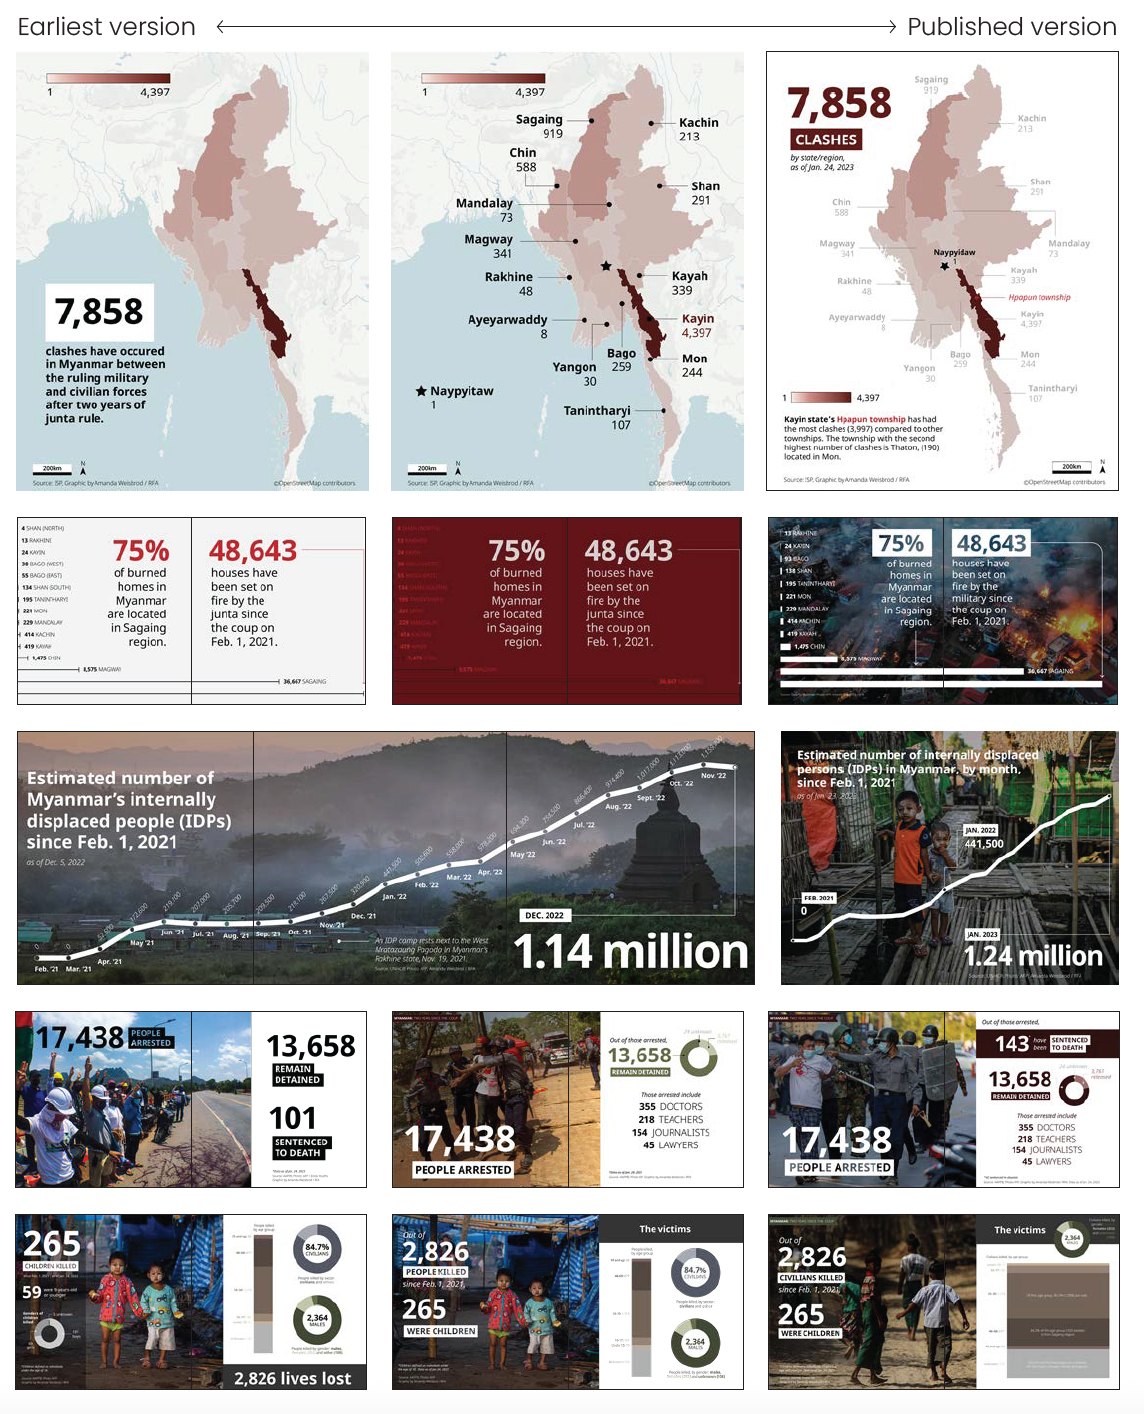 Earliest version
Published version
1
4,397
7,858
clashes have occured
in Myanmar between
the ruling military
and civilian forces
after two years of
junta rule.
200km
N
Source: ISP, Graphic by Amanda Weisbrod / RFA
©OpenStreetMap contributors
1
4,397
Sagaing
919
Kachin
213
Chin
588
Shan
291
Mandalay
73
Magway
341
Rakhine
48
Kayah
339
Ayeyarwaddy
8
Kayin
4,397
Yangon
30
Bago
259
Mon
244
Naypyitaw
1
Tanintharyi
107
200km
N
Source: ISP, Graphic by Amanda Weisbrod / RFA
©OpenStreetMap contributors
7,858
CLASHES
by state/region,
as of Jan. 24, 2023
Sagaing
919
Kachin
213
Shan
291
Chin
588
Magway
341
Mandalay
73
Naypyidaw
1
Kayah
339
Rakhine
48
Hpapun township
Ayeyarwaddy
8
Kayin
4,397
Bago
259
Mon
244
Yangon
30
Tanintharyi
107
1
4,397
Kayin state's Hpapun township has had
the most clashes (3,997) compared to other
townships. The township with the second
highest number of clashes is Thaton, (190)
located in Mon.
200km
N
Source: ISP, Graphic by Amanda Weisbrod / RFA
©OpenStreetMap contributors
4 SHAN (NORTH)
13 RAKHINE
24 KAYIN
38 BAGO (WEST)
55 BAGO (EAST)
134 SHAN (SOUTH)
195 TANINTHARYI
221 MON
229 MANDALAY
414 KACHIN
419 KAYAH
1,475 CHIN
8,575 MAGWAY
36,667 SAGAING
75%
of burned
homes in
Myanmar
are located
in Sagaing
region.
48,643
houses have
been set on
fire by the
junta since
the coup on
Feb. 1, 2021.
75%
of burned
homes in
Myanmar
are located
in Sagaing
region.
48,643
houses have
been set on
fire by the
junta since
the coup on
Feb. 1, 2021.
8,575 MAGWAY
36,667 SAGAING
13 RAKHINE
24 KAYIN
93 BAGO
138 SHAN
195 TANINTHARYI
221 MON
229 MANDALAY
414 KACHIN
419 KAYAH
1,475 CHIN
8,575 MAGWAY
36,667 SAGAING
75%
of burned
homes in
Myanmar
are located
in Sagaing
region.
48,643
houses have
been set on
fire by the
military since
the coup on
Feb. 1, 2021.
Estimated number of
Myanmar's internally
displaced people (IDPs)
since Feb. 1, 2021
as of Dec. 5, 2022
Feb. '21
Mar. '21
Apr. '21
May '21
Jun. '21
Jul. '21
Aug. '21
Sept. '21
Oct. '21
Nov. '21
Dec. '21
Jan. '22
Feb. '22
Mar. '22
Apr. '22
May '22
Jun. '22
Jul. '22
Aug. '22
Sept. '22
Oct. '22
Nov. '22
DEC. 2022
1.14 million
An IDP camp rests next to the West
Mratazaung Pagoda in Myanmar's
Rakhine state, Nov. 19, 2021.
Estimated number of internally displaced
persons (IDPs) in Myanmar, by month,
since Feb. 1, 2021
as of Jan. 23, 2023
JAN. 2022
441,500
FEB. 2021
0
JAN. 2023
1.24 million
17,438
PEOPLE
ARRESTED
13,658
REMAIN
DETAINED
101
SENTENCED
TO DEATH
17,438
PEOPLE ARRESTED
Out of those arrested,
13,658
REMAIN DETAINED
Those arrested include
355 DOCTORS
218 TEACHERS
154 JOURNALISTS
45 LAWYERS
17,438
PEOPLE ARRESTED
Out of those arrested,
143 have been SENTENCED TO DEATH
13,658
REMAIN DETAINED
Those arrested include
355 DOCTORS
218 TEACHERS
154 JOURNALISTS
45 LAWYERS
265
CHILDREN KILLED
59 were 5 years old
or younger
84.7%
CIVILIANS
2,364
MALES
2,826 lives lost
Out of
2,826
PEOPLE KILLED
since Feb. 1, 2021,
265
WERE CHILDREN
The victims
84.7%
CIVILIANS
2,364
MALES
Out of
2,826
CIVILIANS KILLED
since Feb. 1, 2021,
265
WERE CHILDREN
The victims
2,364
MALES